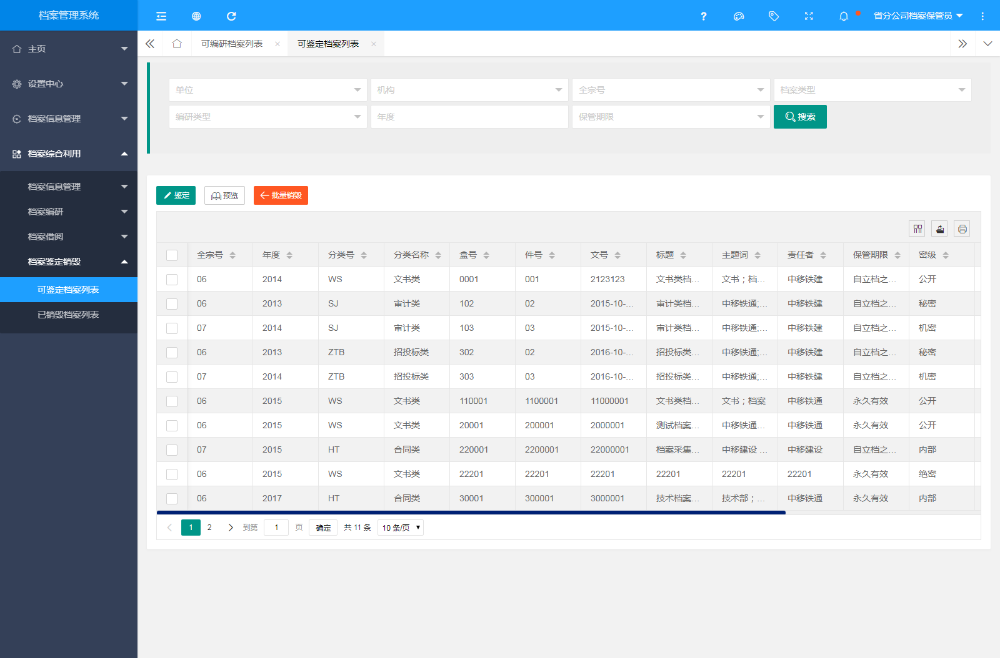 档案管理系统
?
省分公司档案保管员
主页
设置中心
档案信息管理
档案综合利用
档案信息管理
档案编研
档案借阅
档案鉴定销毁
可鉴定档案列表
已销毁档案列表
可编研档案列表 ×
可鉴定档案列表 ×
单位 机构 全宗号 档案类型
编研类型 年度 保管期限 搜索
鉴定 预览 批量销毁
全宗号 年度 分类号 分类名称 盒号 件号 文号 标题 主题词 责任者 保管期限 密级
06 2014 WS 文书类 0001 001 2123123 文书类档... 文书；档... 中移铁建 自立档之... 公开
06 2013 SJ 审计类 102 02 2015-10-... 审计类档... 中移铁通;... 中移铁建 自立档之... 秘密
07 2014 SJ 审计类 103 03 2015-10-... 审计类档... 中移铁通;... 中移铁建 自立档之... 机密
06 2013 ZTB 招投标类 302 02 2016-10-... 招投标类... 中移铁通;... 中移铁建 自立档之... 秘密
07 2014 ZTB 招投标类 303 03 2016-10-... 招投标类... 中移铁通;... 中移铁建 自立档之... 机密
06 2015 WS 文书类 110001 1100001 11000001 文书类档... 文书；档案 中移铁通 永久有效 公开
06 2015 WS 文书类 20001 200001 2000001 测试档案... 中移铁通... 中移铁通 永久有效 公开
07 2015 HT 合同类 220001 2200001 22000001 档案采集... 中移建设 ... 中移建设 自立档之... 内部
06 2015 WS 文书类 22201 22201 22201 22201 22201 22201 永久有效 绝密
06 2017 HT 合同类 30001 300001 3000001 技术档案... 技术部；... 中移铁通 永久有效 内部
1 2 到第 1 页 确定 共 11 条 10 条/页